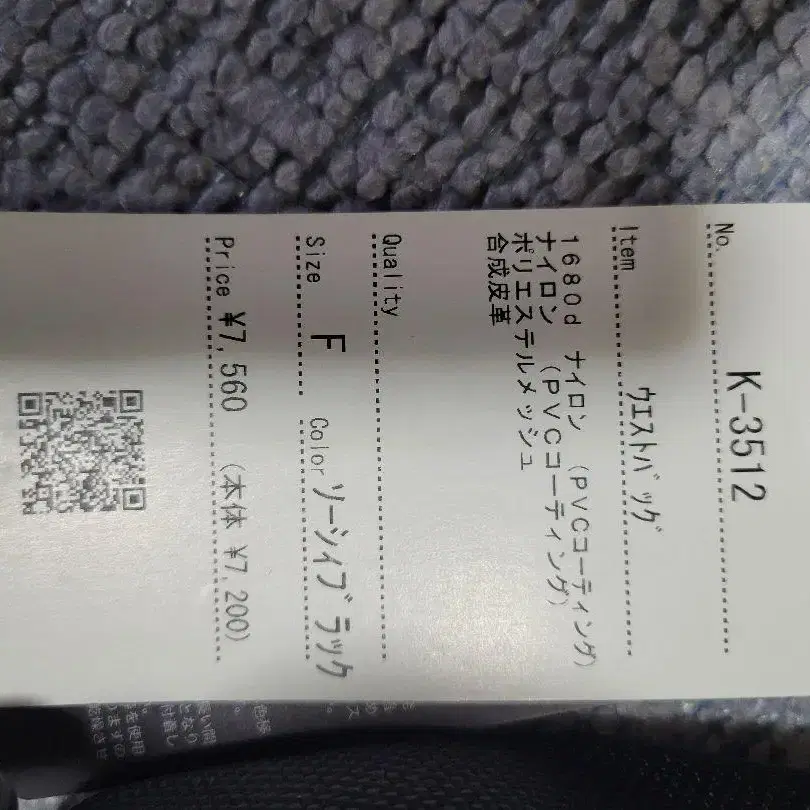 No. K-3512
Item ウエストバッグ
1680d ナイロン (PVCコーティング)
ナイロン (PVCコーティング)
ポリエステルメッシュ
合成皮革
Quality
Size F Color ソーシィブラック
Price ¥7,560 (本体 ¥7,200)